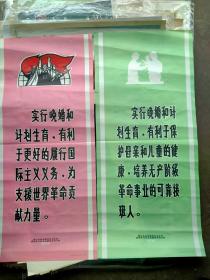 实行晚婚和
计划生育，有利
于更好的履行国
际主义义务，为
支援世界革命贡
献力量。
实行晚婚和计
划生育，有利于保
护母亲和儿童的健
康，培养无产阶级
革命事业的可靠接
班人。